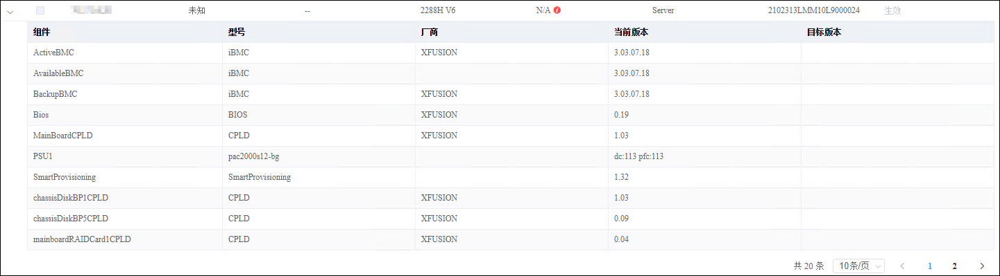 未知 -- 2288H V6 N/A Server 2102313LMM10L9000024 生效
组件 型号 厂商 当前版本 目标版本
ActiveBMC iBMC XFUSION 3.03.07.18
AvailableBMC iBMC 3.03.07.18
BackupBMC iBMC XFUSION 3.03.07.18
Bios BIOS XFUSION 0.19
MainBoardCPLD CPLD XFUSION 1.03
PSU1 pac2000s12-bg dc:113 pfc:113
SmartProvisioning SmartProvisioning 1.32
chassisDiskBP1CPLD CPLD XFUSION 1.03
chassisDiskBP5CPLD CPLD XFUSION 0.09
mainboardRAIDCard1CPLD CPLD XFUSION 0.04
共 20 条 10条/页 1 2